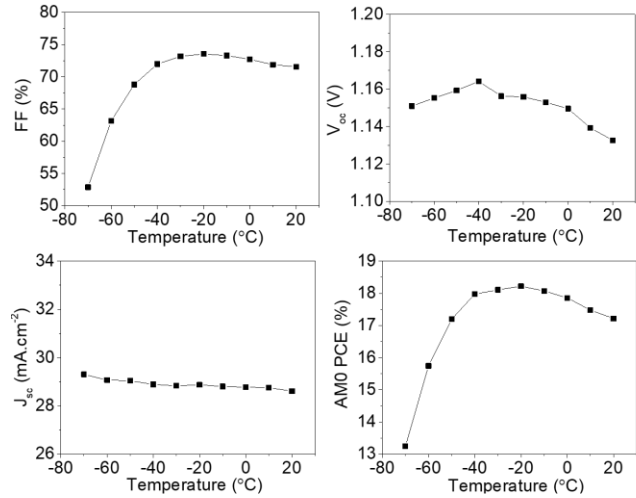 FF (%)
80
75
70
65
60
55
50
-80 -60 -40 -20 0 20
Temperature (°C)
V_oc (V)
1.20
1.18
1.16
1.14
1.12
1.10
-80 -60 -40 -20 0 20
Temperature (°C)
J_sc (mA.cm⁻²)
34
32
30
28
26
-80 -60 -40 -20 0 20
Temperature (°C)
AM0 PCE (%)
19
18
17
16
15
14
13
-80 -60 -40 -20 0 20
Temperature (°C)